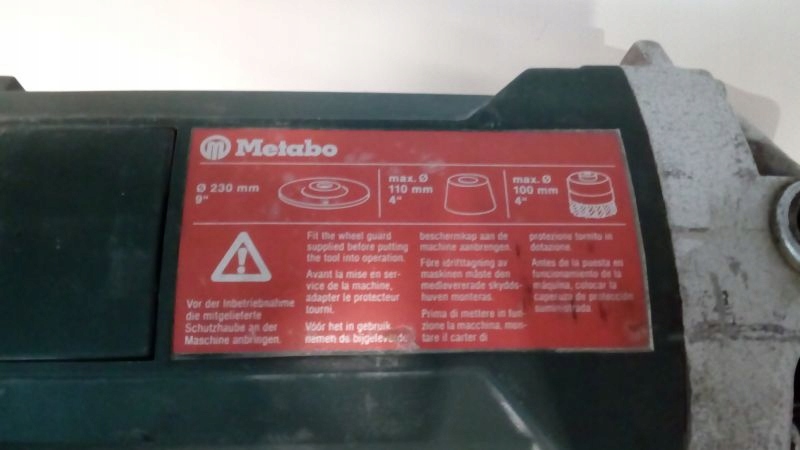 Metabo
Ø 230 mm
9"
max. Ø
110 mm
4"
max. Ø
100 mm
4"
Vor der Inbetriebnahme
die mitgelieferte
Schutzhaube an der
Maschine anbringen.
Fit the wheel guard
supplied before putting
the tool into operation.
Avant la mise en ser-
vice de la machine,
adapter le protecteur
tourni.
Vóór het in gebruik
nemen de bijgeleverde
beschermkap aan de
machine aanbrengen.
Före idrifttagning av
maskinen måste den
medlevererade skydds-
huven monteras.
Prima di mettere in fun-
zione la macchina, mon-
tare il carter di
protezione tornito in
dotazione.
Antes de la puesta en
funcionamiento de la
máquina, colocar la
caperuza de protección
suministrada.